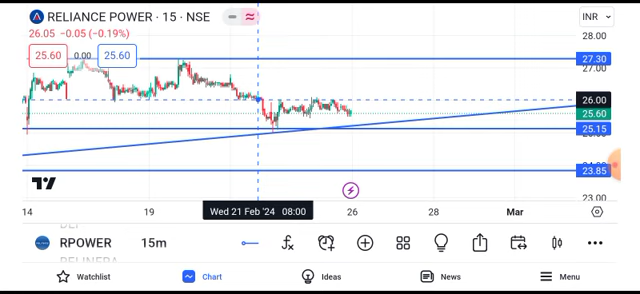 RELIANCE POWER · 15 · NSE
INR
26.05 −0.05 (−0.19%)
25.60 0.00 25.60
28.00
27.30
27.00
26.00
25.60
25.15
23.85
23.00
14 19 Wed 21 Feb '24 08:00 26 28 Mar
RPOWER 15m
Watchlist Chart Ideas News Menu